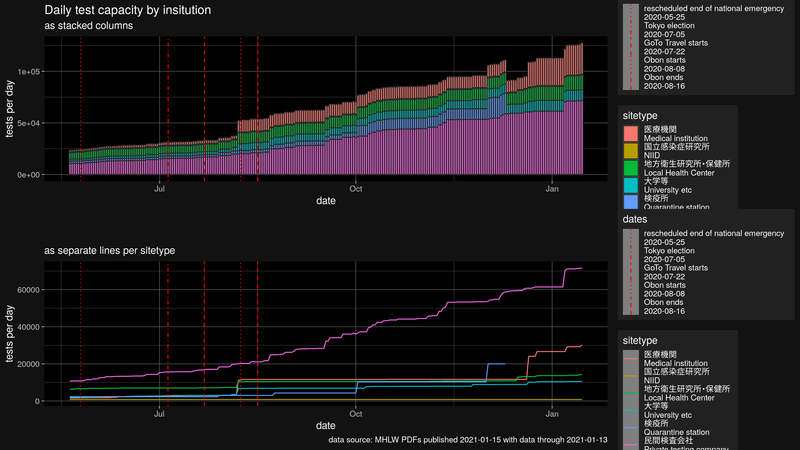 Daily test capacity by insitution
as stacked columns
tests per day
1e+05
5e+04
0e+00
Jul
Oct
Jan
date
rescheduled end of national emergency
2020-05-25
Tokyo election
2020-07-05
GoTo Travel starts
2020-07-22
Obon starts
2020-08-08
Obon ends
2020-08-16
sitetype
医療機関
Medical institution
国立感染症研究所
NIID
地方衛生研究所・保健所
Local Health Center
大学等
University etc
検疫所
Quarantine station
as separate lines per sitetype
tests per day
60000
40000
20000
0
Jul
Oct
Jan
date
dates
rescheduled end of national emergency
2020-05-25
Tokyo election
2020-07-05
GoTo Travel starts
2020-07-22
Obon starts
2020-08-08
Obon ends
2020-08-16
sitetype
医療機関
Medical institution
国立感染症研究所
NIID
地方衛生研究所・保健所
Local Health Center
大学等
University etc
検疫所
Quarantine station
民間検査会社
Private testing company
data source: MHLW PDFs published 2021-01-15 with data through 2021-01-13